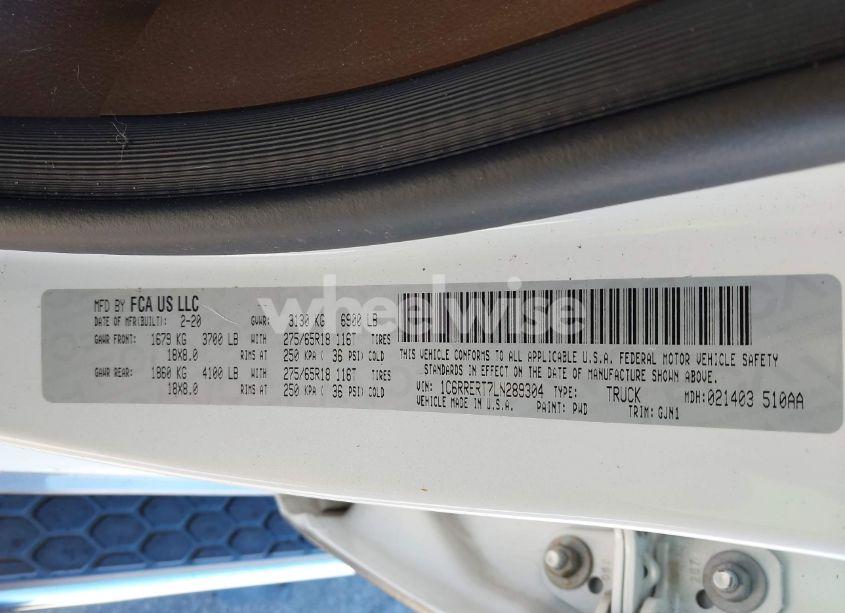 MFD BY FCA US LLC
DATE OF MFR(BUILT): 2-20 GVWR: 3130 KG 6900 LB
GAWR FRONT: 1679 KG 3700 LB WITH 275/65R18 116T TIRES
18X8.0 RIMS AT 250 KPA ( 36 PSI) COLD
GAWR REAR: 1860 KG 4100 LB WITH 275/65R18 116T TIRES
18X8.0 RIMS AT 250 KPA ( 36 PSI) COLD
THIS VEHICLE CONFORMS TO ALL APPLICABLE U.S.A. FEDERAL MOTOR VEHICLE SAFETY
STANDARDS IN EFFECT ON THE DATE OF MANUFACTURE SHOWN ABOVE.
VIN: 1C6RRERT7LN289304 TYPE: TRUCK MDH:021403 510AA
VEHICLE MADE IN U.S.A. PAINT: PWD TRIM: GJN1
wheelwise